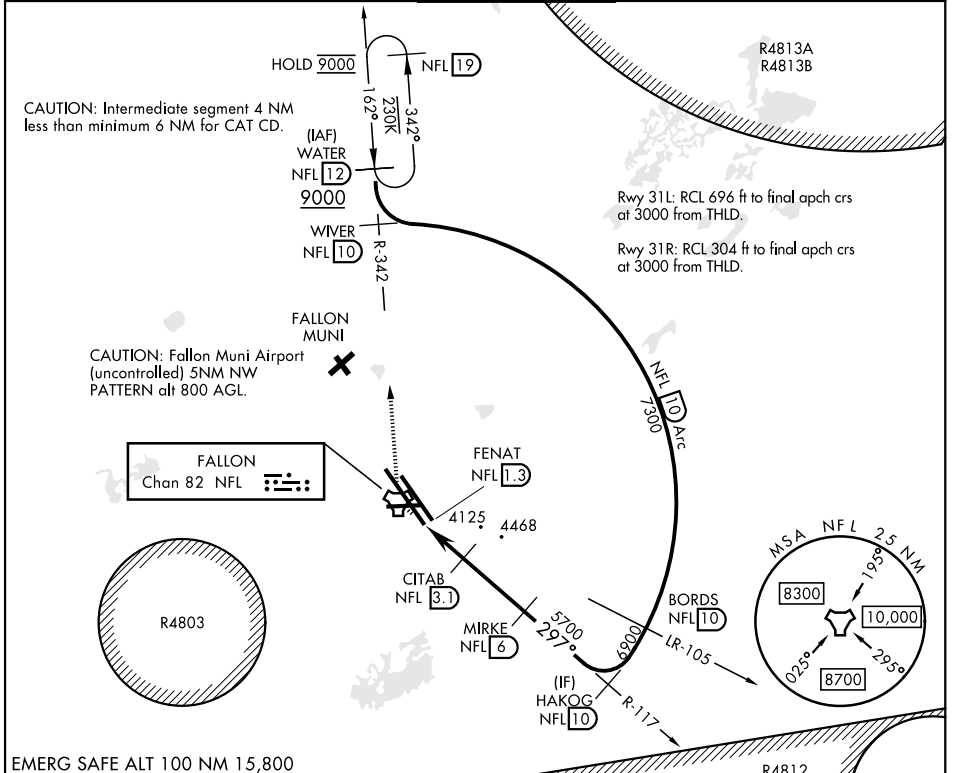 HOLD 9000
NFL 19
R4813A
R4813B
CAUTION: Intermediate segment 4 NM
less than minimum 6 NM for CAT CD.
162°
230K
342°
(IAF)
WATER
NFL 12
9000
Rwy 31L: RCL 696 ft to final apch crs
at 3000 from THLD.
Rwy 31R: RCL 304 ft to final apch crs
at 3000 from THLD.
WIVER
NFL 10
R-342
FALLON
MUNI
CAUTION: Fallon Muni Airport
(uncontrolled) 5NM NW
PATTERN alt 800 AGL.
NFL 10 Arc
7300
FALLON
Chan 82 NFL
FENAT
NFL 1.3
4125
4468
CITAB
NFL 3.1
R4803
MIRKE
NFL 6
5700
297°
6900
BORDS
NFL 10
LR-105
(IF)
HAKOG
NFL 10
R-117
MSA NFL 25 NM
195°
8300
10,000
025°
295°
8700
EMERG SAFE ALT 100 NM 15,800
R4812